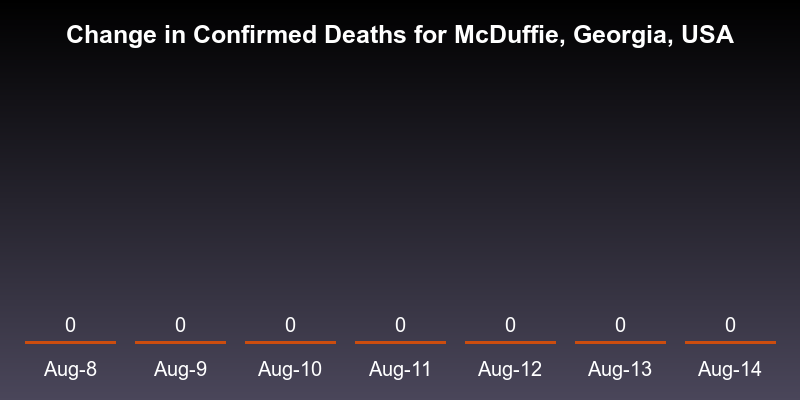 Change in Confirmed Deaths for McDuffie, Georgia, USA
0 0 0 0 0 0 0
Aug-8 Aug-9 Aug-10 Aug-11 Aug-12 Aug-13 Aug-14